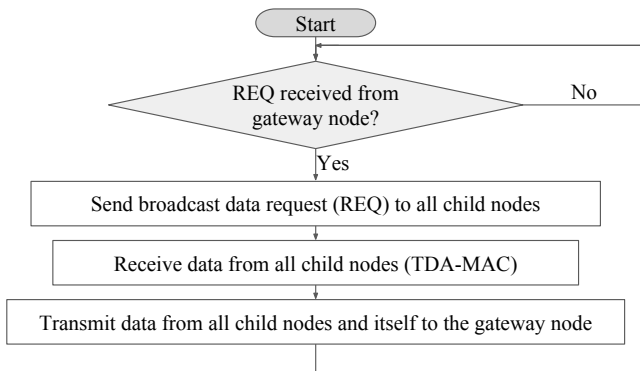 Start
REQ received from
gateway node?
No
Yes
Send broadcast data request (REQ) to all child nodes
Receive data from all child nodes (TDA-MAC)
Transmit data from all child nodes and itself to the gateway node